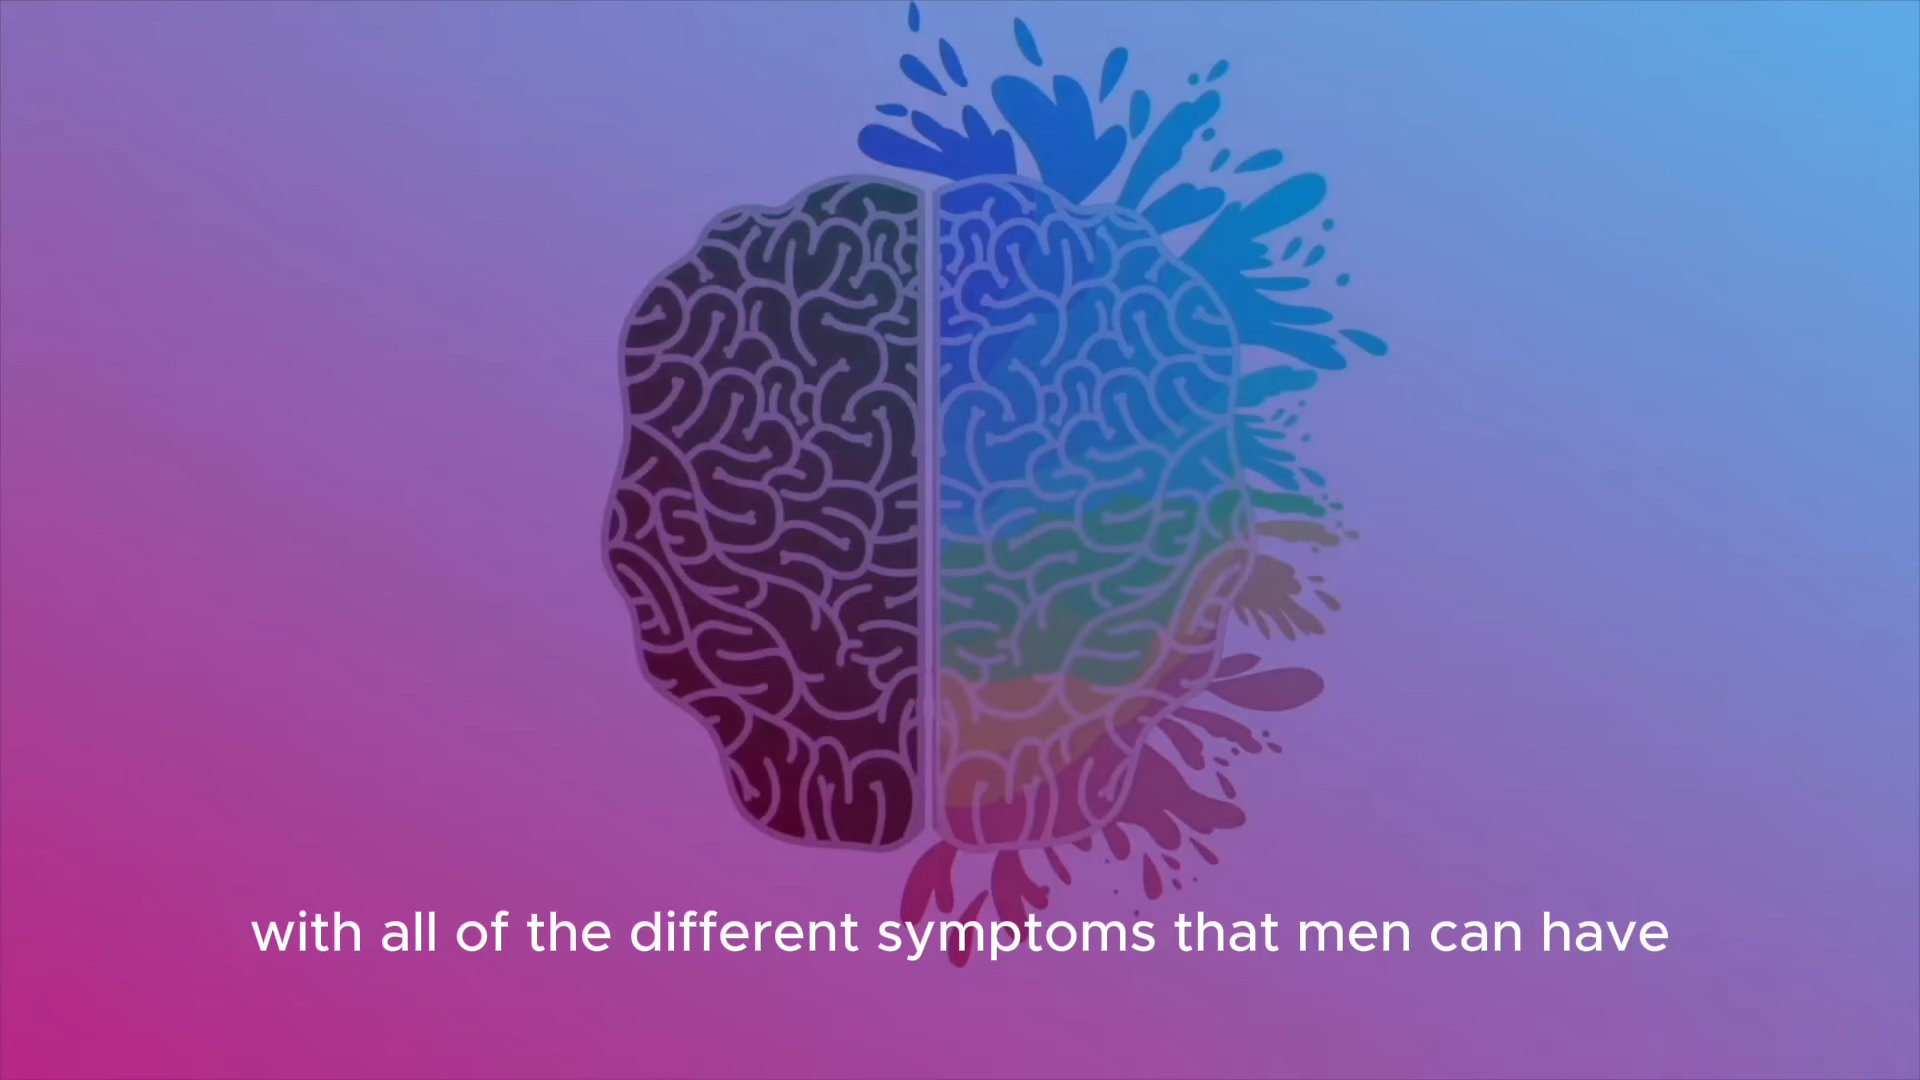 with all of the different symptoms that men can have